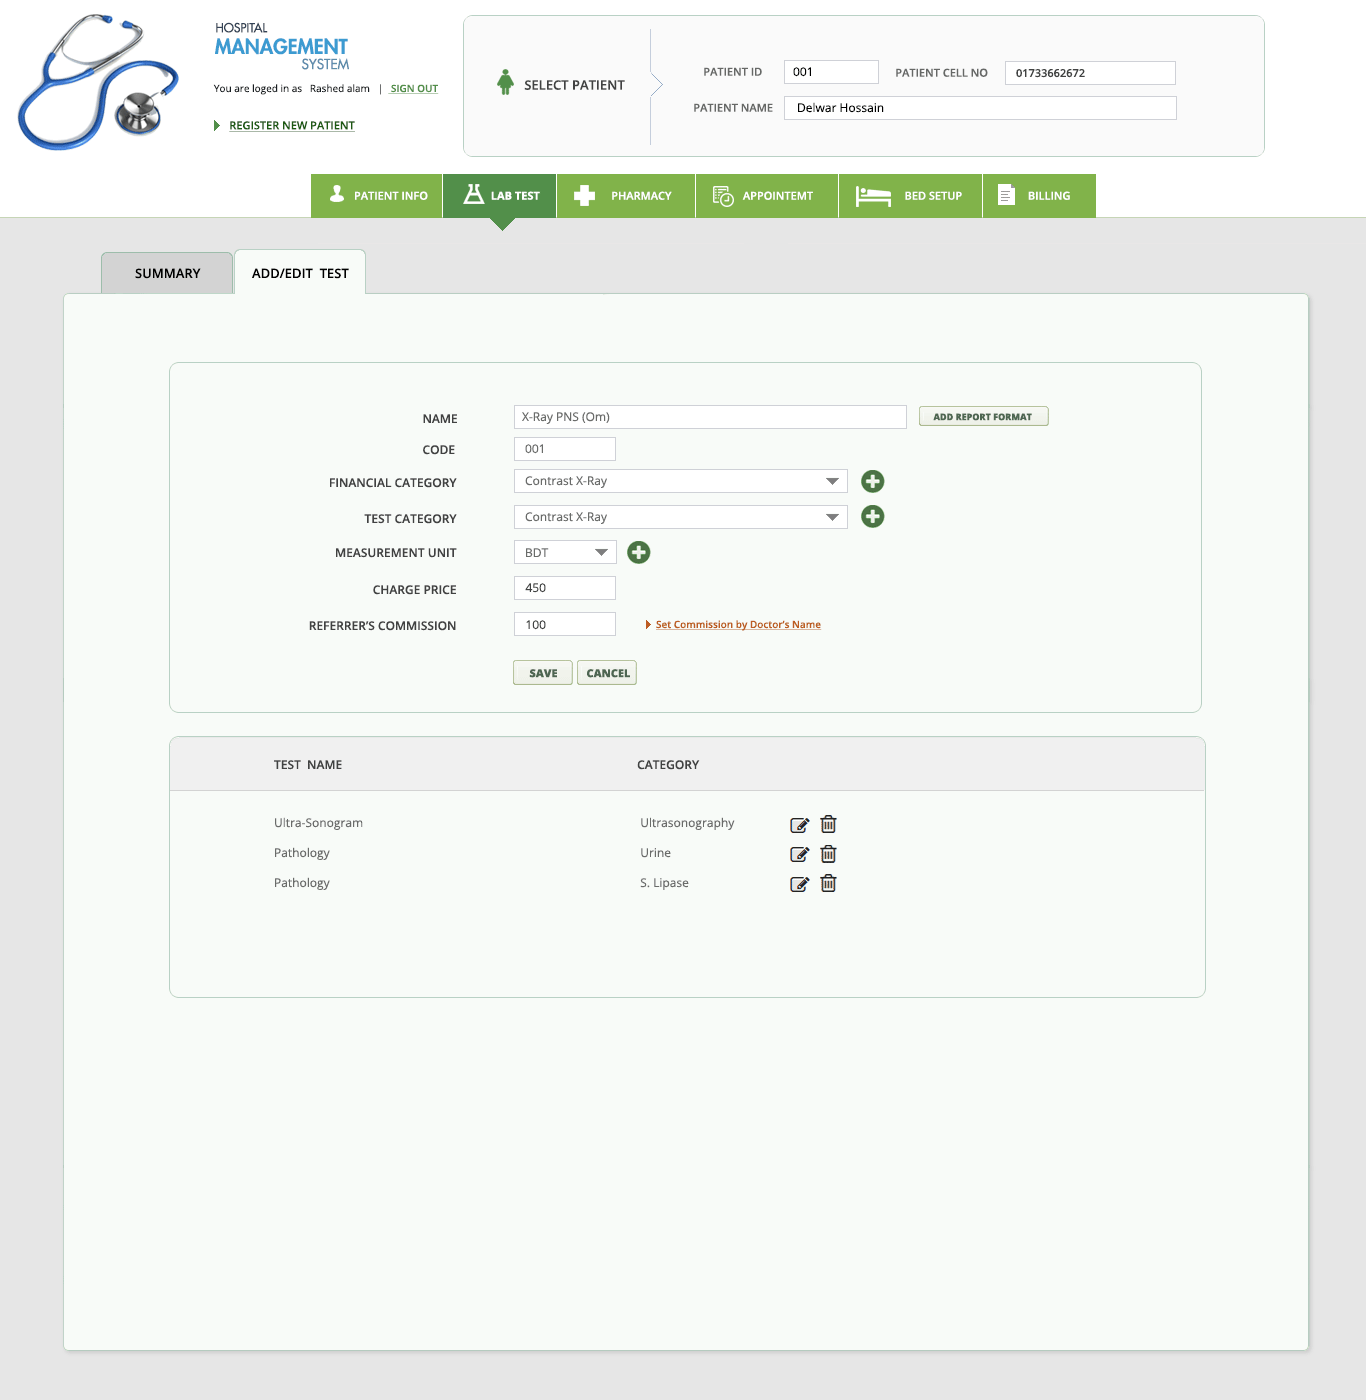 HOSPITAL
MANAGEMENT
SYSTEM
You are loged in as Rashed alam | SIGN OUT
REGISTER NEW PATIENT
SELECT PATIENT
PATIENT ID 001 PATIENT CELL NO 01733662672
PATIENT NAME Delwar Hossain
PATIENT INFO LAB TEST PHARMACY APPOINTEMT BED SETUP BILLING
SUMMARY ADD/EDIT TEST
NAME X-Ray PNS (Om) ADD REPORT FORMAT
CODE 001
FINANCIAL CATEGORY Contrast X-Ray
TEST CATEGORY Contrast X-Ray
MEASUREMENT UNIT BDT
CHARGE PRICE 450
REFERRER'S COMMISSION 100 Set Commission by Doctor's Name
SAVE CANCEL
TEST NAME CATEGORY
Ultra-Sonogram Ultrasonography
Pathology Urine
Pathology S. Lipase